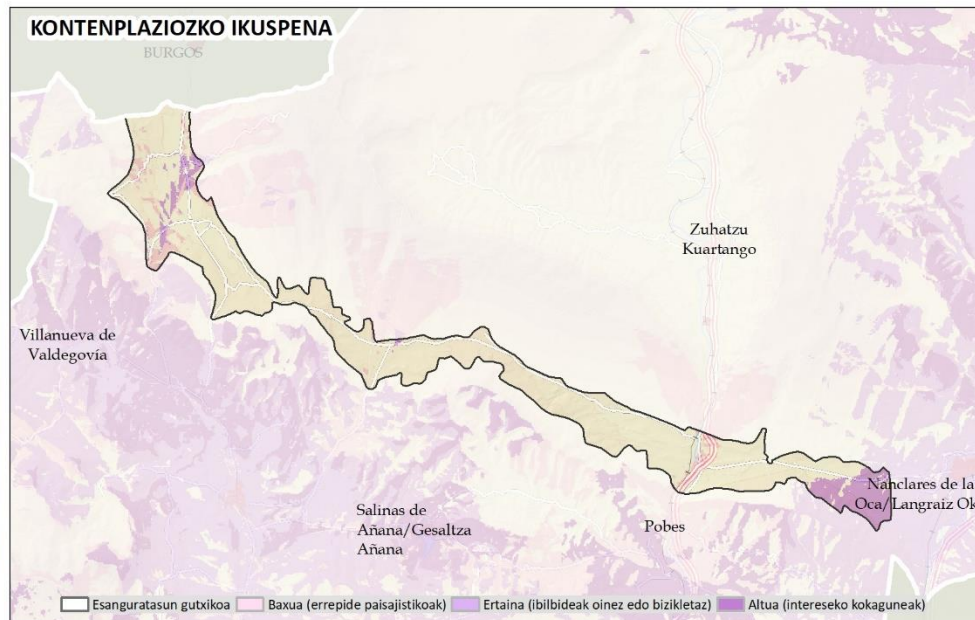 KONTENPLAZIOZKO IKUSPENA
BURGOS
Zuhatzu
Kuartango
Villanueva de
Valdegovía
Nanclares de la
Oca/Langraiz Ok
Salinas de
Añana/Gesaltza
Añana
Pobes
Esanguratasun gutxikoa
Baxua (errepide paisajistikoak)
Ertaina (ibilbideak oinez edo bizikletaz)
Altua (intereseko kokaguneak)